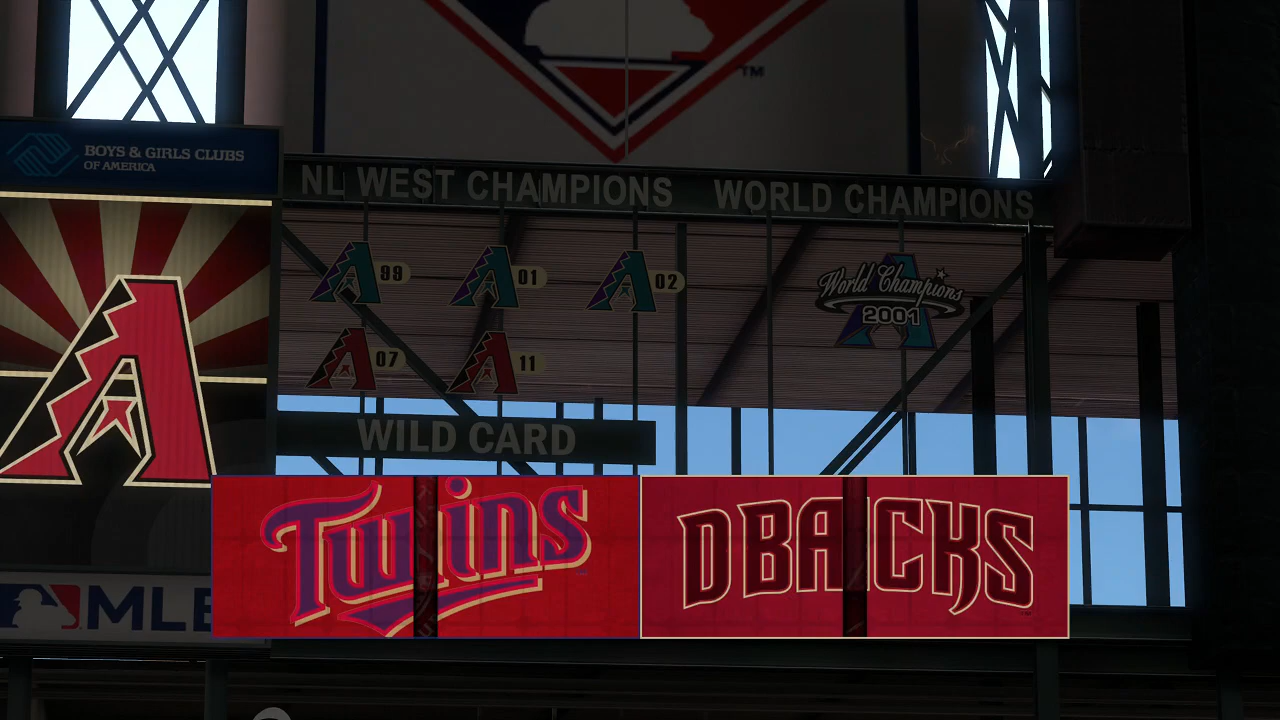 TM
BOYS & GIRLS CLUBS
OF AMERICA
NL WEST CHAMPIONS
WORLD CHAMPIONS
99
01
02
World Champions
2001
07
11
WILD CARD
Twins
DBACKS
MLB